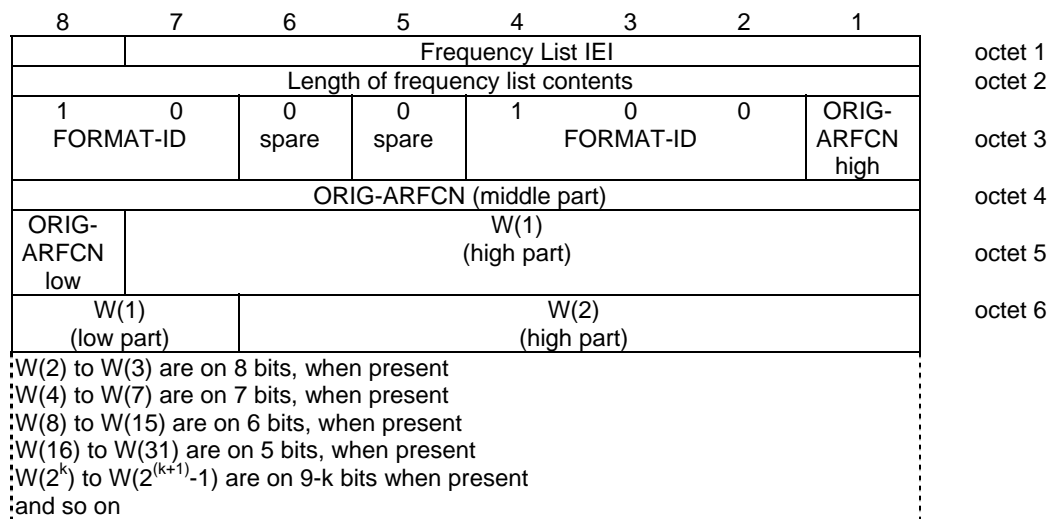 8 7 6 5 4 3 2 1
Frequency List IEI octet 1
Length of frequency list contents octet 2
1 0 0 0 1 0 0 ORIG-
FORMAT-ID spare spare FORMAT-ID ARFCN octet 3
high
ORIG-ARFCN (middle part) octet 4
ORIG- W(1)
ARFCN (high part) octet 5
low
W(1) W(2) octet 6
(low part) (high part)
W(2) to W(3) are on 8 bits, when present
W(4) to W(7) are on 7 bits, when present
W(8) to W(15) are on 6 bits, when present
W(16) to W(31) are on 5 bits, when present
W(2^k) to W(2^(k+1)-1) are on 9-k bits when present
and so on